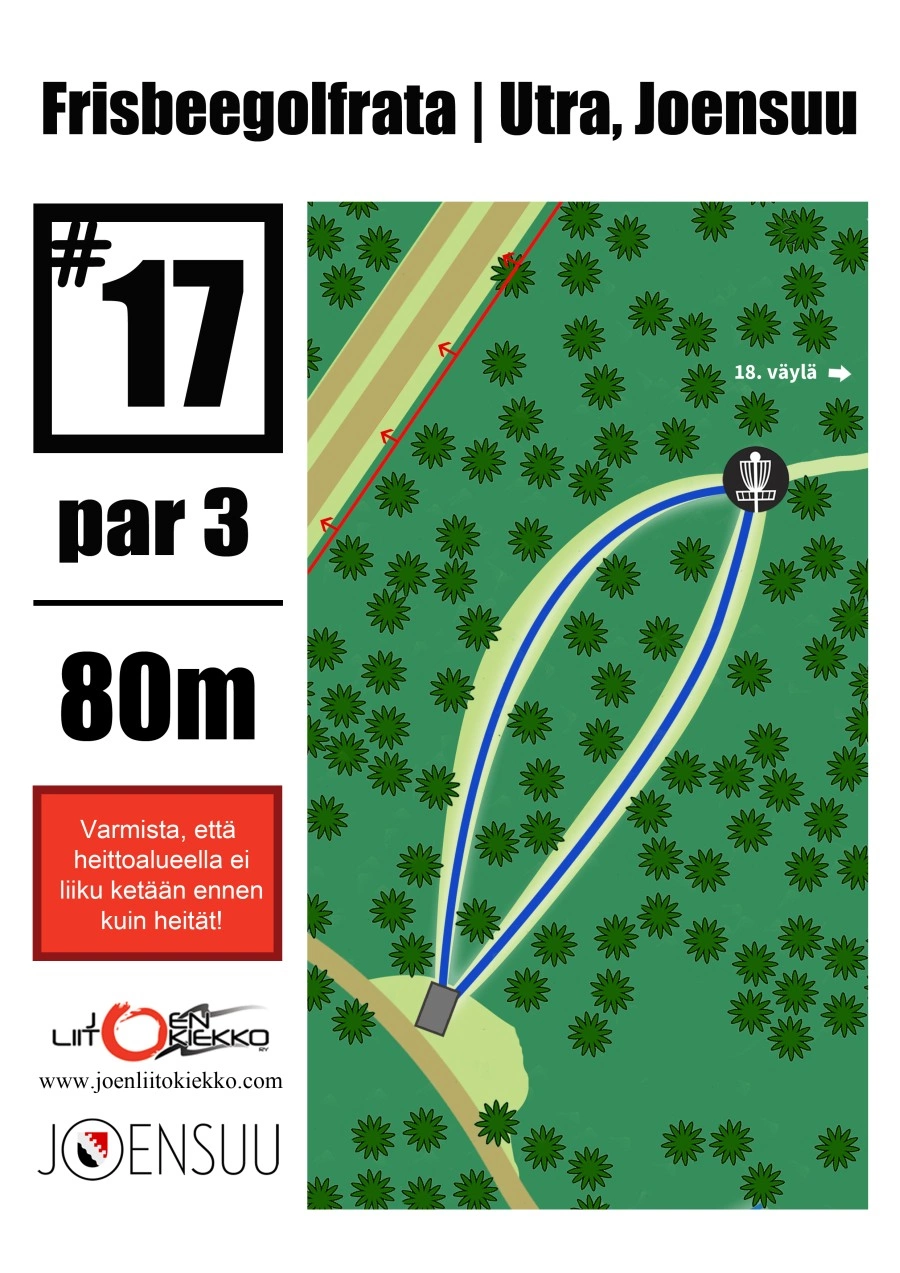 Frisbeegolfrata | Utra, Joensuu
#17
par 3
80m
18. väylä
Varmista, että
heittoalueella ei
liiku ketään ennen
kuin heität!
JOEN
LIITOKIEKKO
RY
www.joenliitokiekko.com
JOENSUU